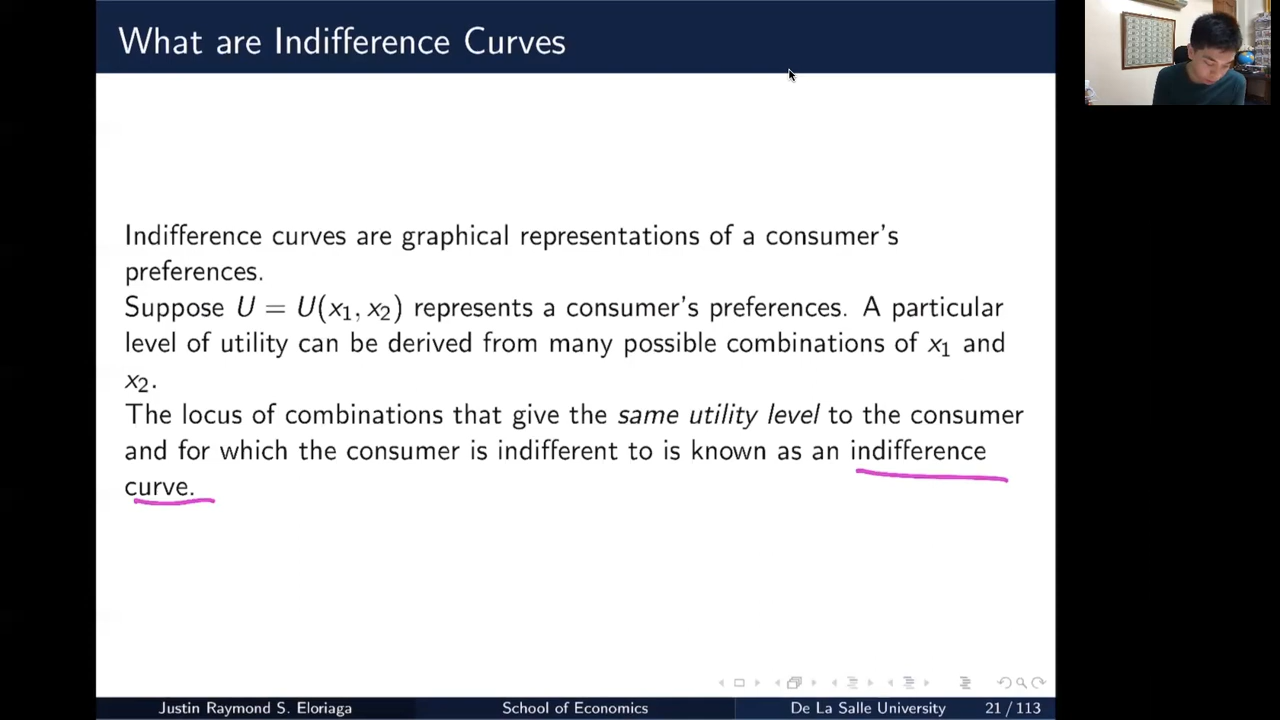 What are Indifference Curves
Indifference curves are graphical representations of a consumer's
preferences.
Suppose U = U(x₁, x₂) represents a consumer's preferences. A particular
level of utility can be derived from many possible combinations of x₁ and
x₂.
The locus of combinations that give the same utility level to the consumer
and for which the consumer is indifferent to is known as an indifference
curve.
Justin Raymond S. Eloriaga School of Economics De La Salle University 21 / 113